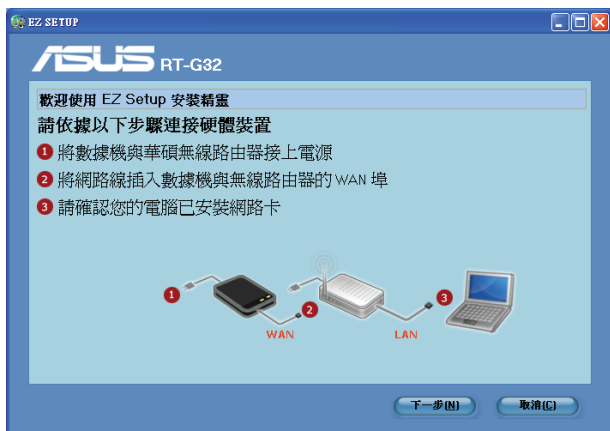 EZ SETUP
ASUS RT-G32
歡迎使用 EZ Setup 安裝精靈
請依據以下步驟連接硬體裝置
1 將數據機與華碩無線路由器接上電源
2 將網路線插入數據機與無線路由器的 WAN 埠
3 請確認您的電腦已安裝網路卡
1
2
3
WAN
LAN
下一步(N)
取消(C)